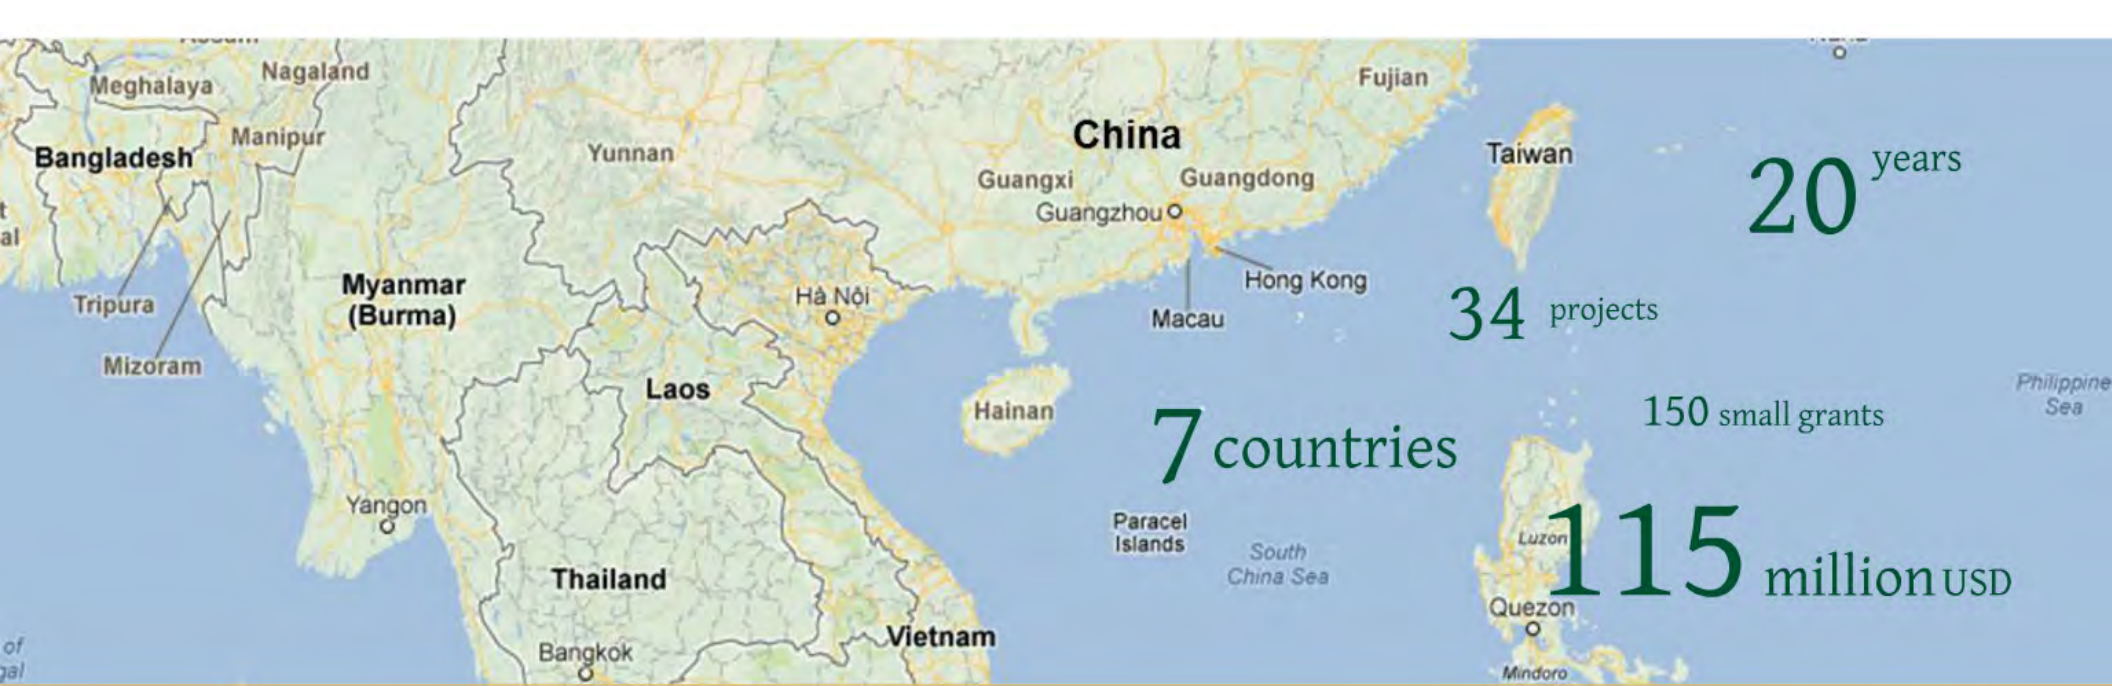 Meghalaya
Nagaland
Fujian
Manipur
China
Bangladesh
Yunnan
Taiwan
20 years
Guangxi
Guangdong
Guangzhou
Myanmar
(Burma)
Hà Nội
Hong Kong
Tripura
Macau
34 projects
Mizoram
Laos
Hainan
Philippine
Sea
150 small grants
7 countries
Yangon
Paracel
Islands
South
China Sea
Luzon
115 million USD
Thailand
Quezon
Vietnam
Bangkok
of
Mindoro